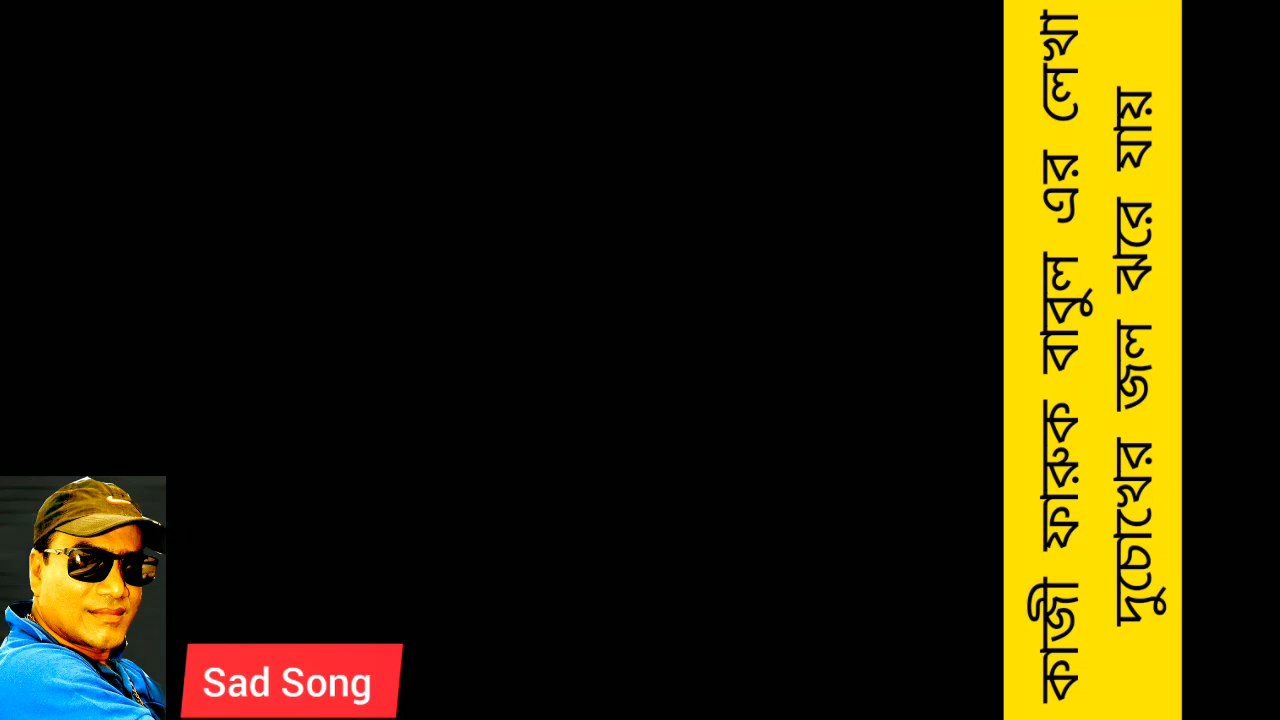 কাজী ফারুক বাবুল এর লেখা
দুচোখের জল ঝরে যায়
Sad Song